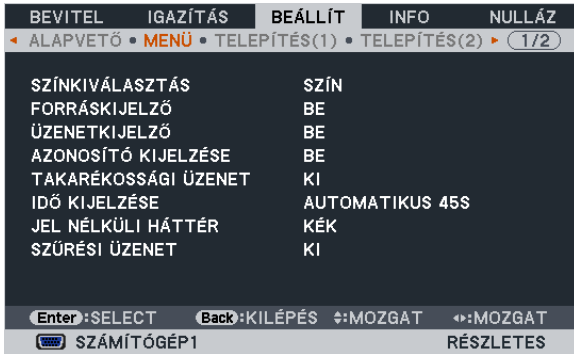 BEVITEL IGAZÍTÁS BEÁLLÍT INFO NULLÁZ
ALAPVETŐ • MENÜ • TELEPÍTÉS(1) • TELEPÍTÉS(2) 1/2
SZÍNKIVÁLASZTÁS SZÍN
FORRÁSKIJELZŐ BE
ÜZENETKIJELZŐ BE
AZONOSÍTÓ KIJELZÉSE BE
TAKARÉKOSSÁGI ÜZENET KI
IDŐ KIJELZÉSE AUTOMATIKUS 45S
JEL NÉLKÜLI HÁTTÉR KÉK
SZŰRÉSI ÜZENET KI
Enter:SELECT Back:KILÉPÉS :MOZGAT :MOZGAT
SZÁMÍTÓGÉP1 RÉSZLETES